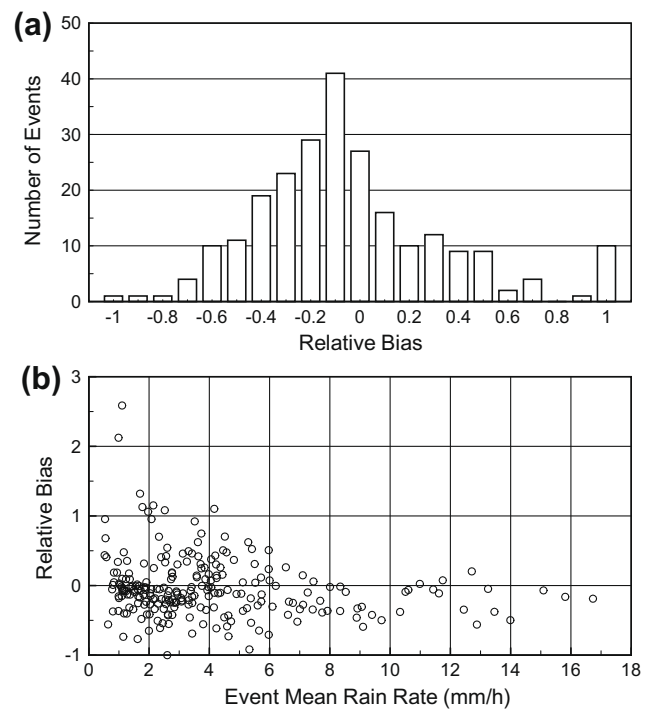 (a)
50
40
30
20
10
0
Number of Events
-1 -0.8 -0.6 -0.4 -0.2 0 0.2 0.4 0.6 0.8 1
Relative Bias
(b)
3
2
1
0
-1
Relative Bias
0 2 4 6 8 10 12 14 16 18
Event Mean Rain Rate (mm/h)